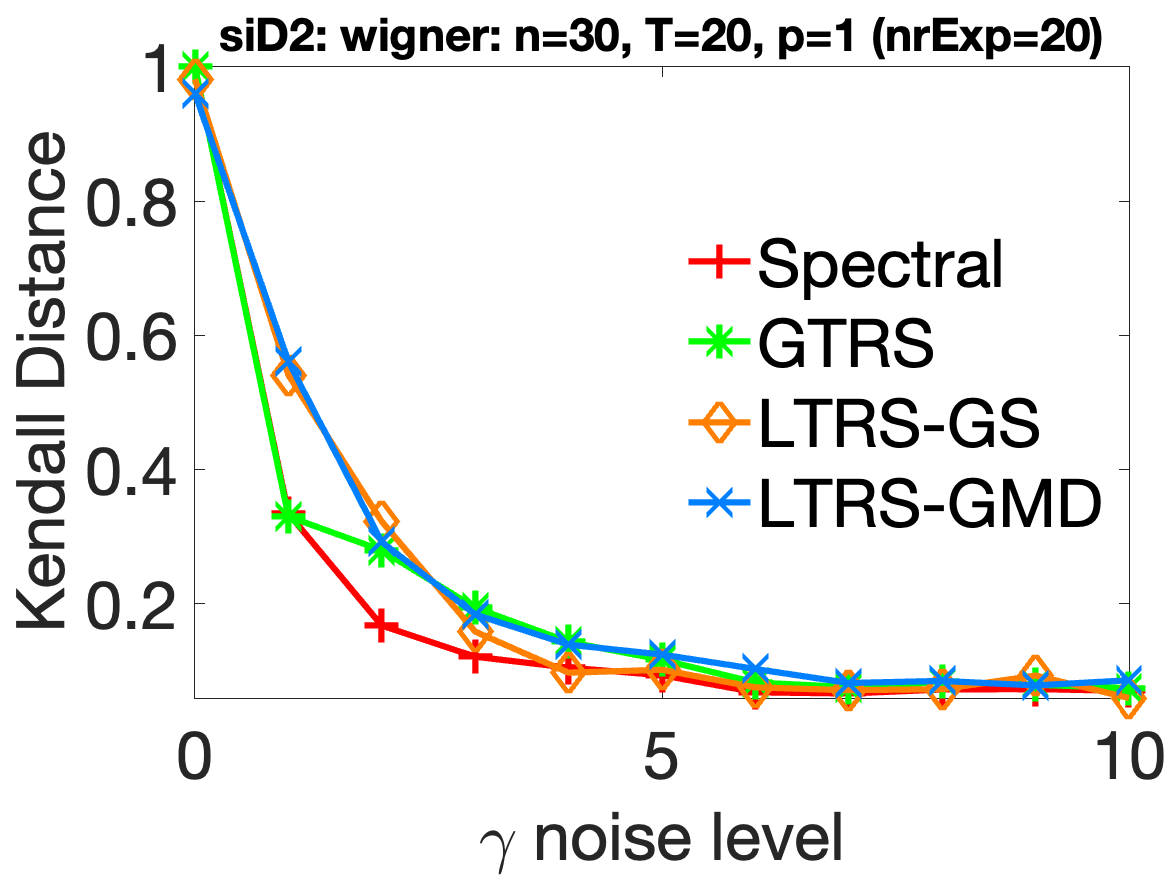 siD2: wigner: n=30, T=20, p=1 (nrExp=20)
1
0.8
0.6
0.4
0.2
Kendall Distance
Spectral
GTRS
LTRS-GS
LTRS-GMD
0
5
10
γ noise level